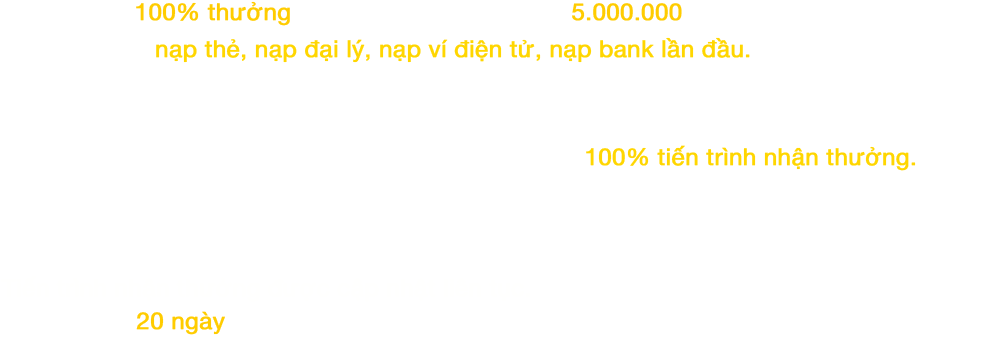 100% thưởng 5.000.000
nạp thẻ, nạp đại lý, nạp ví điện tử, nạp bank lần đầu.
100% tiến trình nhận thưởng.
20 ngày